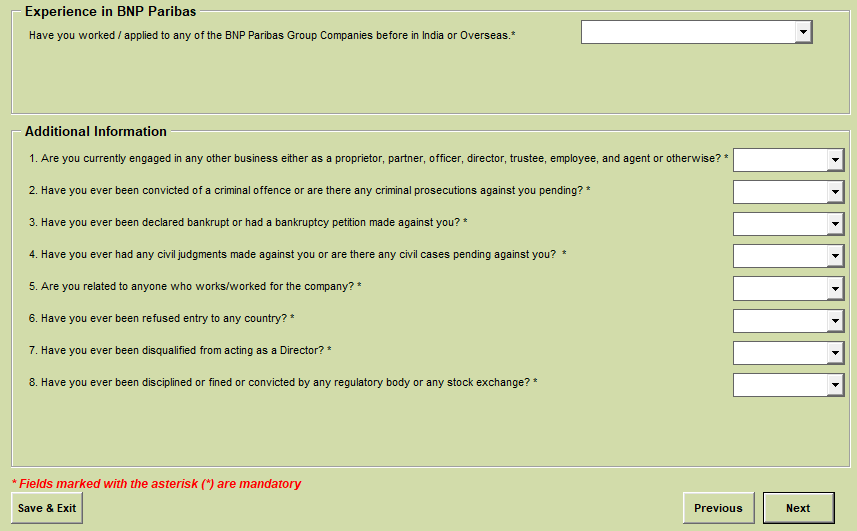 Experience in BNP Paribas
Have you worked / applied to any of the BNP Paribas Group Companies before in India or Overseas.*
Additional Information
1. Are you currently engaged in any other business either as a proprietor, partner, officer, director, trustee, employee, and agent or otherwise? *
2. Have you ever been convicted of a criminal offence or are there any criminal prosecutions against you pending? *
3. Have you ever been declared bankrupt or had a bankruptcy petition made against you? *
4. Have you ever had any civil judgments made against you or are there any civil cases pending against you? *
5. Are you related to anyone who works/worked for the company? *
6. Have you ever been refused entry to any country? *
7. Have you ever been disqualified from acting as a Director? *
8. Have you ever been disciplined or fined or convicted by any regulatory body or any stock exchange? *
* Fields marked with the asterisk (*) are mandatory
Save & Exit Previous Next